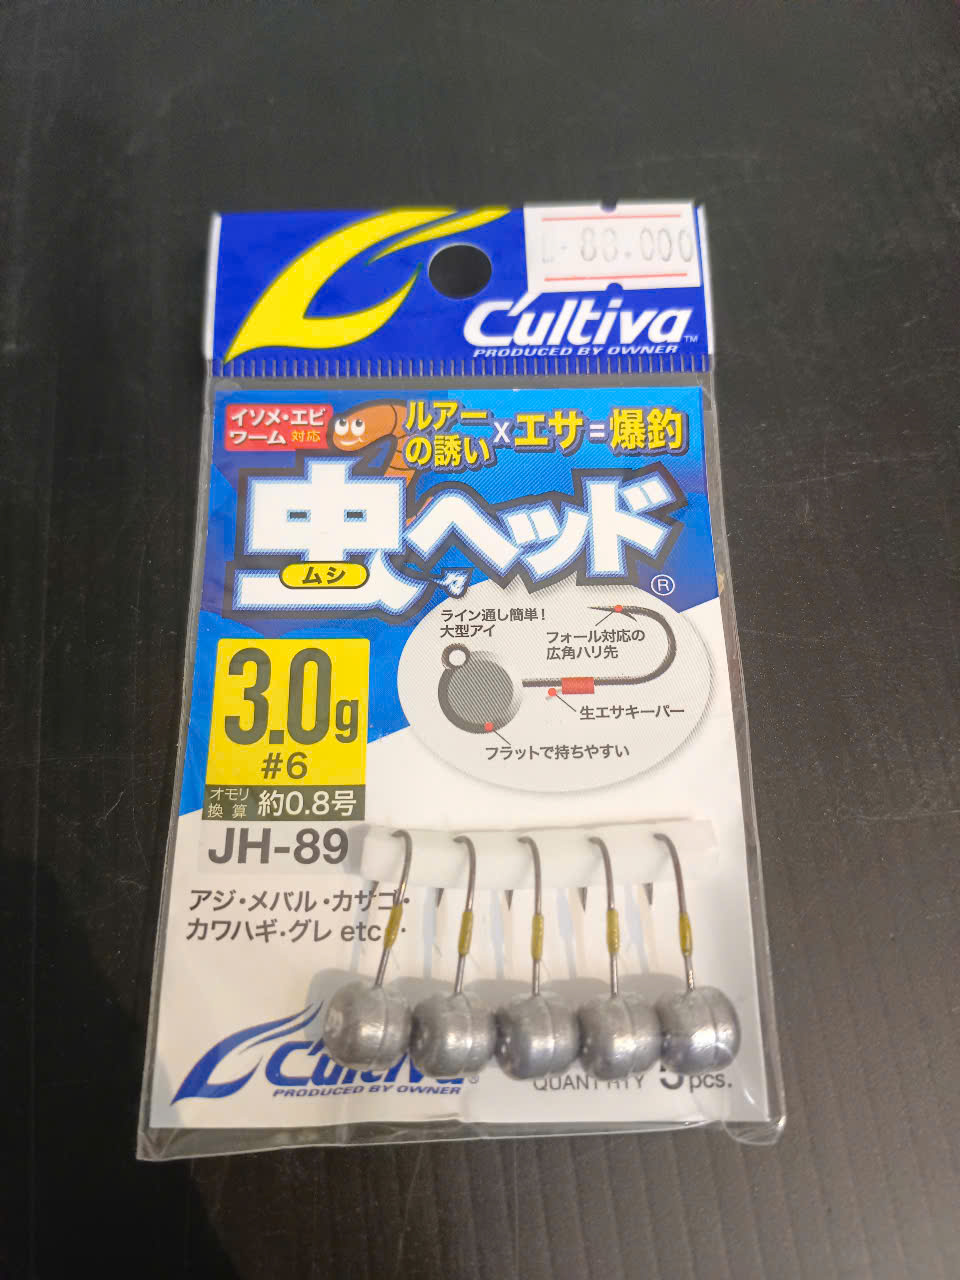 88.000
Cultiva™
PRODUCED BY OWNER
イソメ・エビ
ワーム対応
ルアー
の誘い×エサ=爆釣
虫ヘッド®
ムシ
ライン通し簡単!
大型アイ
フォール対応の
広角ハリ先
生エサキーパー
フラットで持ちやすい
3.0g
#6
オモリ
換算 約0.8号
JH-89
アジ・メバル・カサゴ・
カワハギ・グレ etc
Cultiva®
PRODUCED BY OWNER
QUANTITY 5pcs.